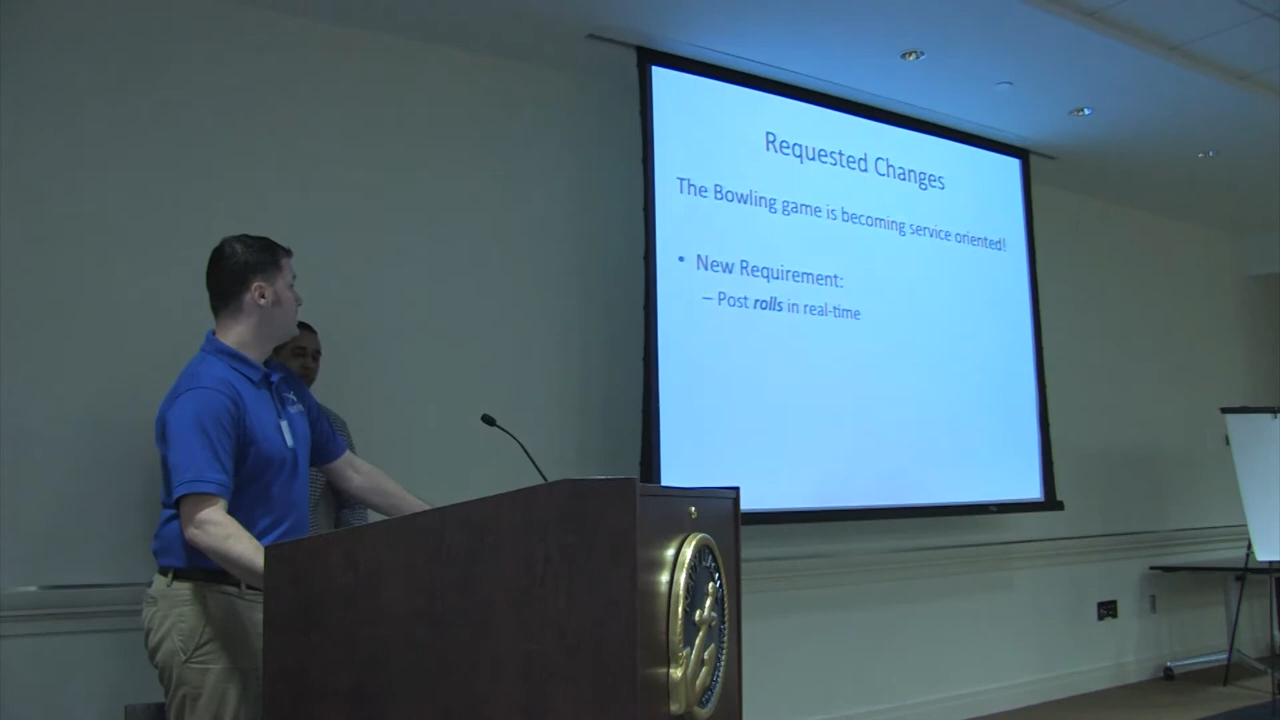 Requested Changes
The Bowling game is becoming service oriented!
• New Requirement:
– Post rolls in real-time